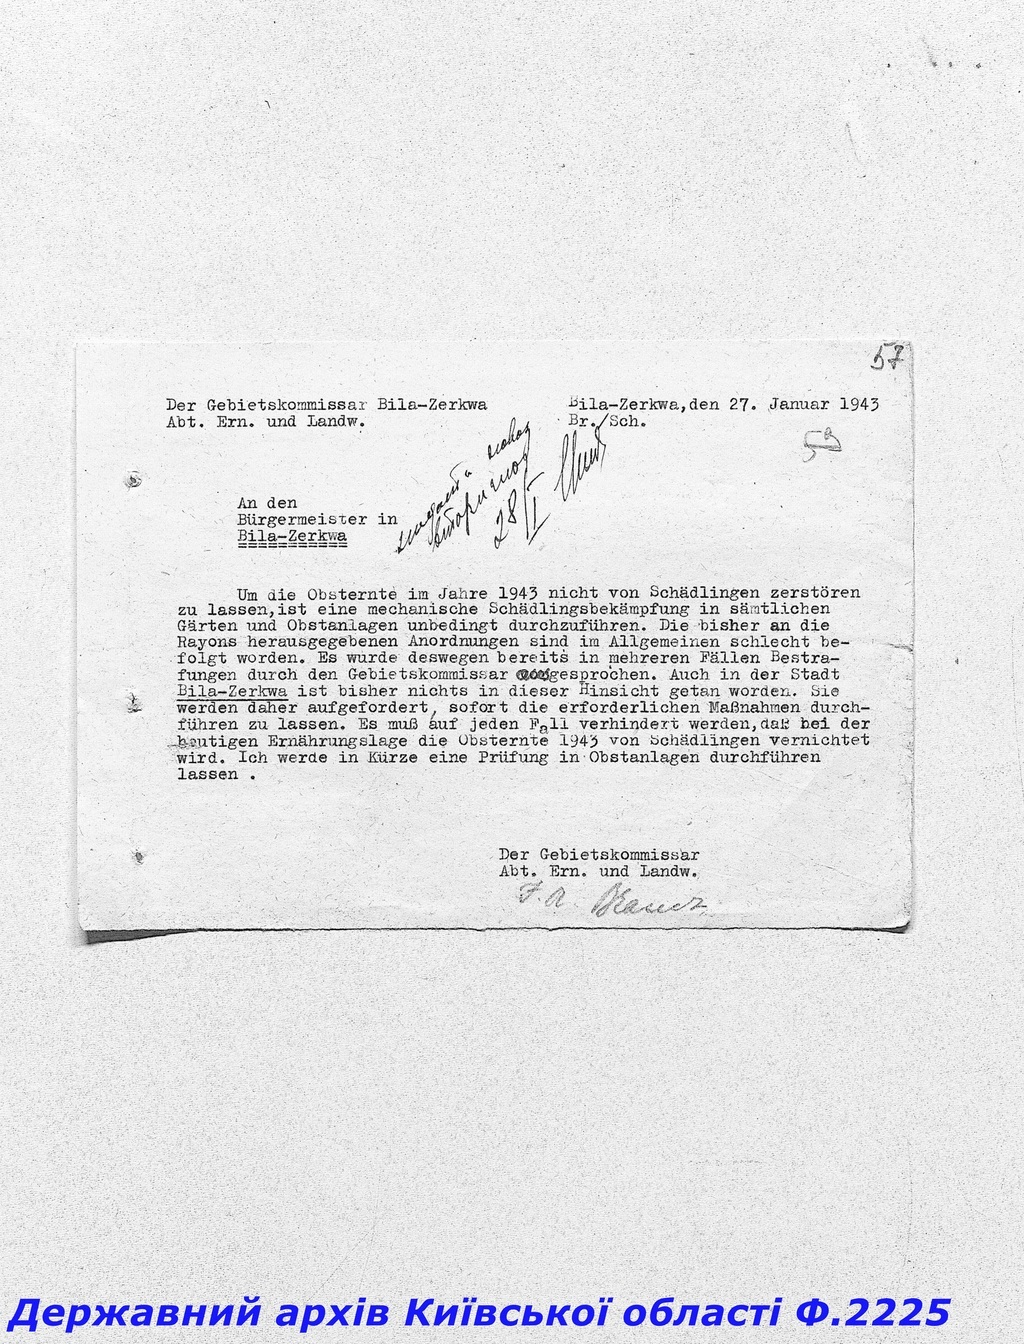 57
Der Gebietskommissar Bila-Zerkwa
Abt. Ern. und Landw.
Bila-Zerkwa,den 27. Januar 1943
Br./Sch.
59
28/I
An den
Bürgermeister in
Bila-Zerkwa
Um die Obsternte im Jahre 1943 nicht von Schädlingen zerstören
zu lassen,ist eine mechanische Schädlingsbekämpfung in sämtlichen
Gärten und Obstanlagen unbedingt durchzuführen. Die bisher an die
Rayons herausgegebenen Anordnungen sind im Allgemeinen schlecht be-
folgt worden. Es wurde deswegen bereits in mehreren Fällen Bestra-
fungen durch den Gebietskommissar ausgesprochen. Auch in der Stadt
Bila-Zerkwa ist bisher nichts in dieser Hinsicht getan worden. Sie
werden daher aufgefordert, sofort die erforderlichen Maßnahmen durch-
führen zu lassen. Es muß auf jeden Fall verhindert werden,daß bei der
heutigen Ernährungslage die Obsternte 1943 von Schädlingen vernichtet
wird. Ich werde in Kürze eine Prüfung in Obstanlagen durchführen
lassen .
Der Gebietskommissar
Abt. Ern. und Landw.
Державний архів Київської області Ф.2225